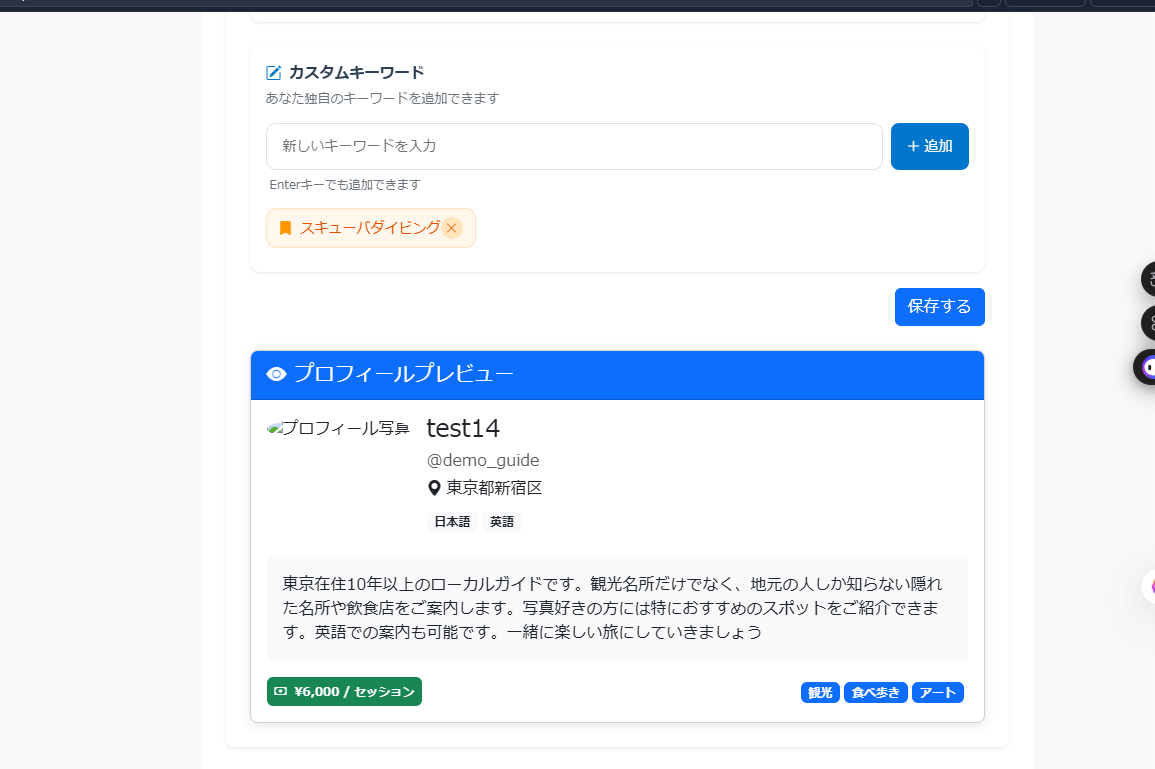 カスタムキーワード
あなた独自のキーワードを追加できます
新しいキーワードを入力
+ 追加
Enterキーでも追加できます
スキューバダイビング ×
保存する
プロフィールプレビュー
プロフィール写真
test14
@demo_guide
東京都新宿区
日本語 英語
東京在住10年以上のローカルガイドです。観光名所だけでなく、地元の人しか知らない隠れ
た名所や飲食店をご案内します。写真好きの方には特におすすめのスポットをご紹介できま
す。英語での案内も可能です。一緒に楽しい旅にしていきましょう
¥6,000 / セッション
観光 食べ歩き アート